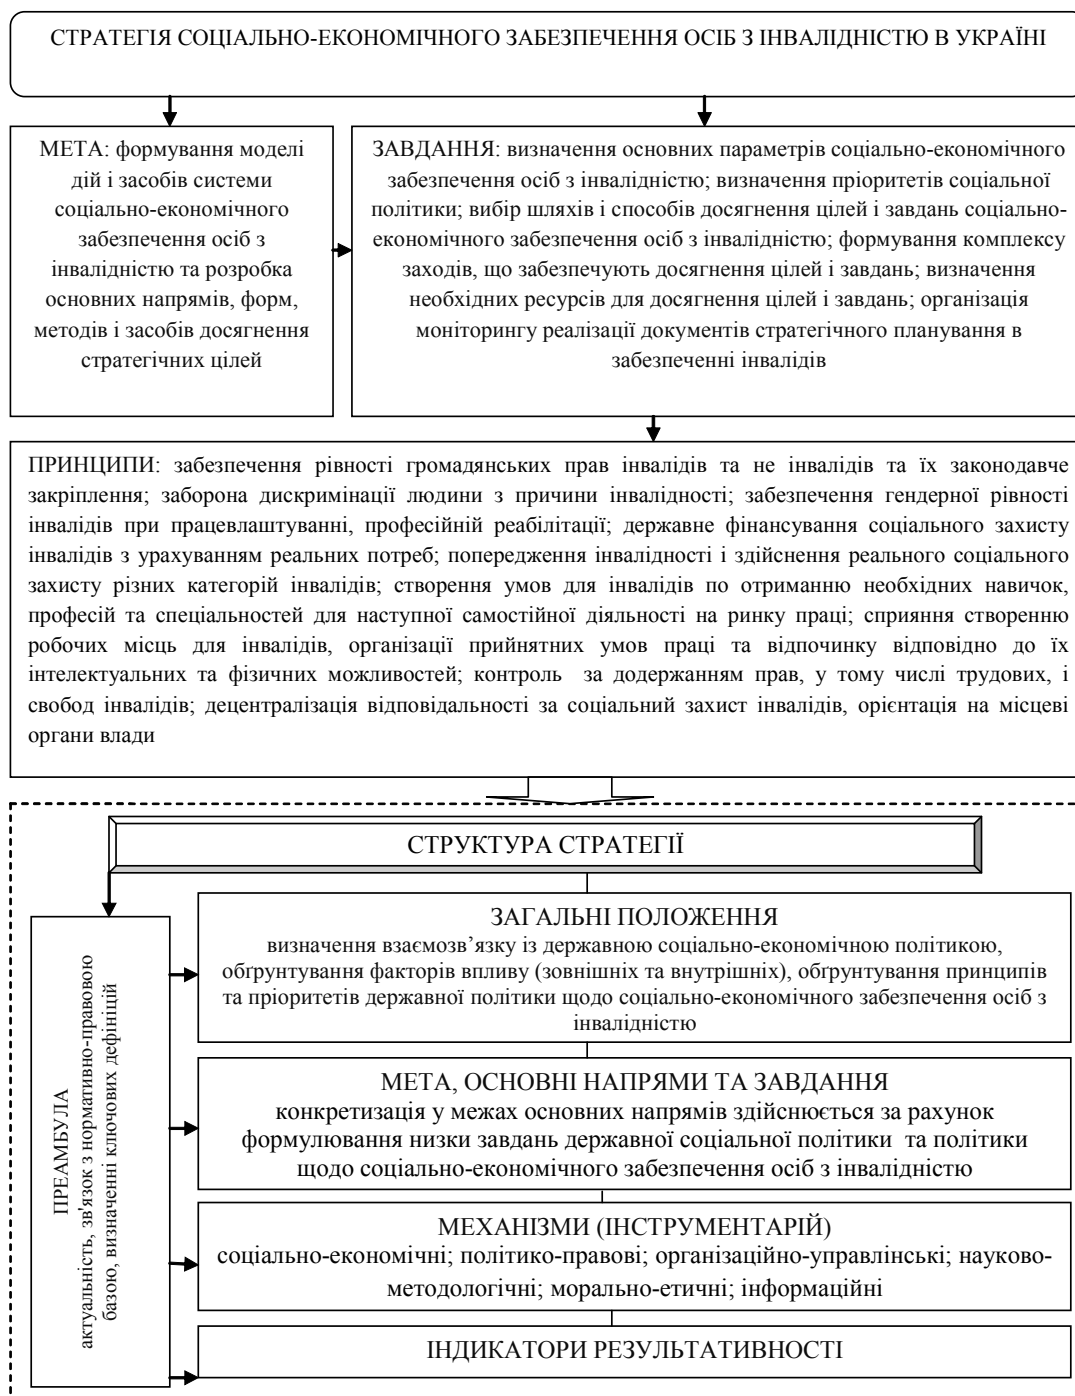 СТРАТЕГІЯ СОЦІАЛЬНО-ЕКОНОМІЧНОГО ЗАБЕЗПЕЧЕННЯ ОСІБ З ІНВАЛІДНІСТЮ В УКРАЇНІ
МЕТА: формування моделі
дій і засобів системи
соціально-економічного
забезпечення осіб з
інвалідністю та розробка
основних напрямів, форм,
методів і засобів досягнення
стратегічних цілей
ЗАВДАННЯ: визначення основних параметрів соціально-економічного
забезпечення осіб з інвалідністю; визначення пріоритетів соціальної
політики; вибір шляхів і способів досягнення цілей і завдань соціально-
економічного забезпечення осіб з інвалідністю; формування комплексу
заходів, що забезпечують досягнення цілей і завдань; визначення
необхідних ресурсів для досягнення цілей і завдань; організація
моніторингу реалізації документів стратегічного планування в
забезпеченні інвалідів
ПРИНЦИПИ: забезпечення рівності громадянських прав інвалідів та не інвалідів та їх законодавче
закріплення; заборона дискримінації людини з причини інвалідності; забезпечення гендерної рівності
інвалідів при працевлаштуванні, професійній реабілітації; державне фінансування соціального захисту
інвалідів з урахуванням реальних потреб; попередження інвалідності і здійснення реального соціального
захисту різних категорій інвалідів; створення умов для інвалідів по отриманню необхідних навичок,
професій та спеціальностей для наступної самостійної діяльності на ринку праці; сприяння створенню
робочих місць для інвалідів, організації прийнятних умов праці та відпочинку відповідно до їх
інтелектуальних та фізичних можливостей; контроль за додержанням прав, у тому числі трудових, і
свобод інвалідів; децентралізація відповідальності за соціальний захист інвалідів, орієнтація на місцеві
органи влади
СТРУКТУРА СТРАТЕГІЇ
ПРЕАМБУЛА
актуальність, зв'язок з нормативно-правовою
базою, визначенні ключових дефініцій
ЗАГАЛЬНІ ПОЛОЖЕННЯ
визначення взаємозв’язку із державною соціально-економічною політикою,
обґрунтування факторів впливу (зовнішніх та внутрішніх), обґрунтування принципів
та пріоритетів державної політики щодо соціально-економічного забезпечення осіб з
інвалідністю
МЕТА, ОСНОВНІ НАПРЯМИ ТА ЗАВДАННЯ
конкретизація у межах основних напрямів здійснюється за рахунок
формулювання низки завдань державної соціальної політики та політики
щодо соціально-економічного забезпечення осіб з інвалідністю
МЕХАНІЗМИ (ІНСТРУМЕНТАРІЙ)
соціально-економічні; політико-правові; організаційно-управлінські; науково-
методологічні; морально-етичні; інформаційні
ІНДИКАТОРИ РЕЗУЛЬТАТИВНОСТІ